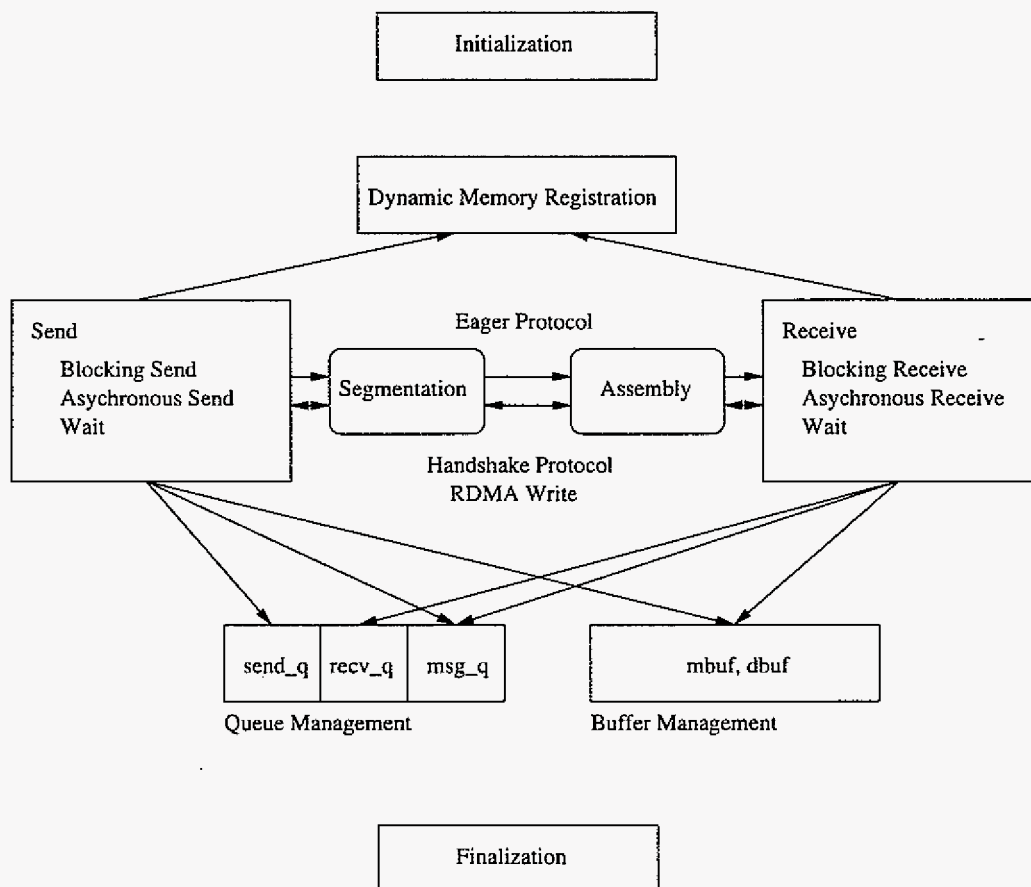 Initialization
Dynamic Memory Registration
Send
Blocking Send
Asychronous Send
Wait
Eager Protocol
Segmentation
Assembly
Handshake Protocol
RDMA Write
Receive
Blocking Receive
Asychronous Receive
Wait
send_q
recv_q
msg_q
Queue Management
mbuf, dbuf
Buffer Management
Finalization